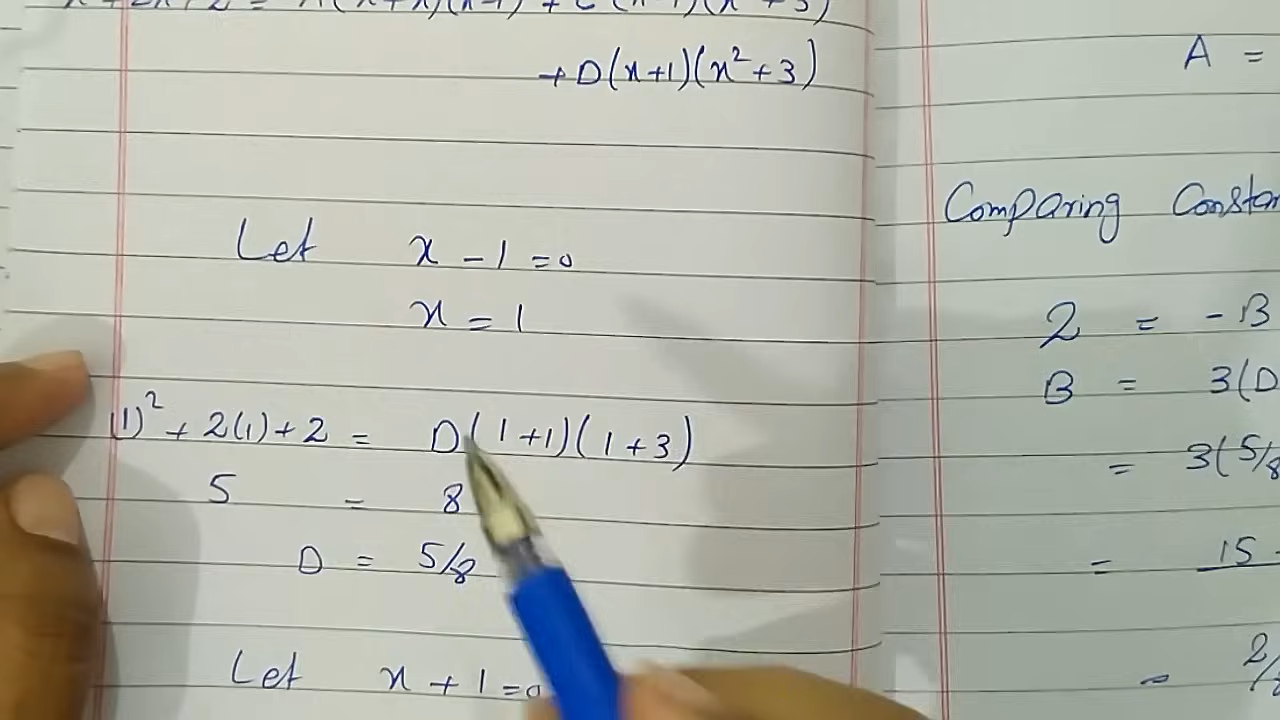 + D(x+1)(x²+3)
Let x - 1 = 0
x = 1
(1)² + 2(1) + 2 = D(1+1)(1+3)
5 = 8
D = 5/8
Let x + 1 = 0
A =
Comparing
2 = - B
B = 3(D
= 3(5/8
= 15 -